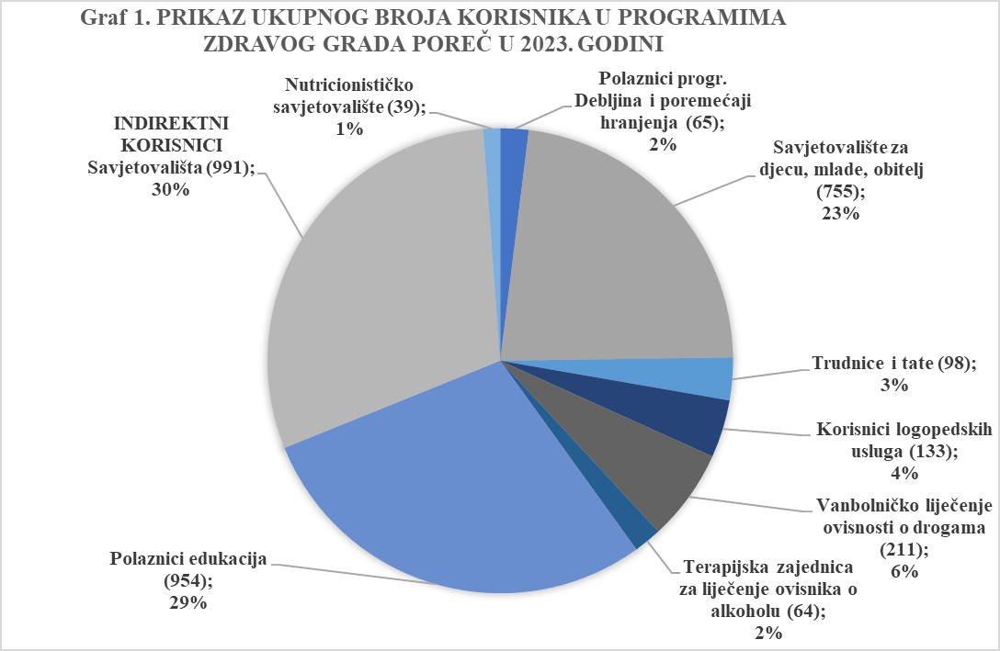 Graf 1. PRIKAZ UKUPNOG BROJA KORISNIKA U PROGRAMIMA
ZDRAVOG GRADA POREČ U 2023. GODINI
Nutricionističko
savjetovalište (39);
1%
Polaznici progr.
Debljina i poremećaji
hranjenja (65);
2%
INDIREKTNI
KORISNICI
Savjetovališta (991);
30%
Savjetovalište za
djecu, mlade, obitelj
(755);
23%
Trudnice i tate (98);
3%
Korisnici logopedskih
usluga (133);
4%
Vanbolničko liječenje
ovisnosti o drogama
(211);
6%
Polaznici edukacija
(954);
29%
Terapijska zajednica
za liječenje ovisnika o
alkoholu (64);
2%